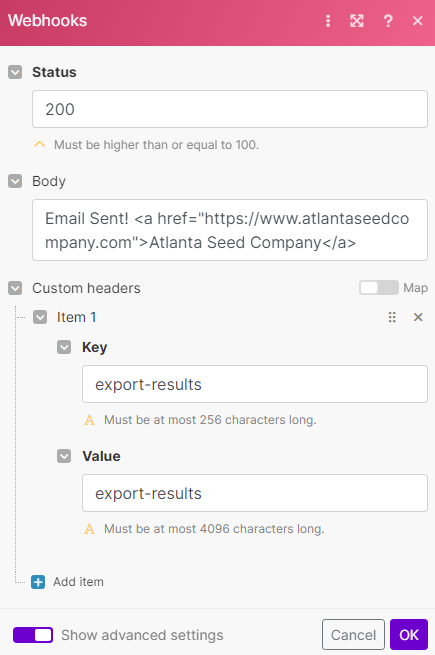 Webhooks
Status
200
Must be higher than or equal to 100.
Body
Email Sent! <a href="https://www.atlantaseedco
mpany.com">Atlanta Seed Company</a>
Custom headers
Map
Item 1
Key
export-results
A Must be at most 256 characters long.
Value
export-results
A Must be at most 4096 characters long.
Add item
Show advanced settings
Cancel
OK